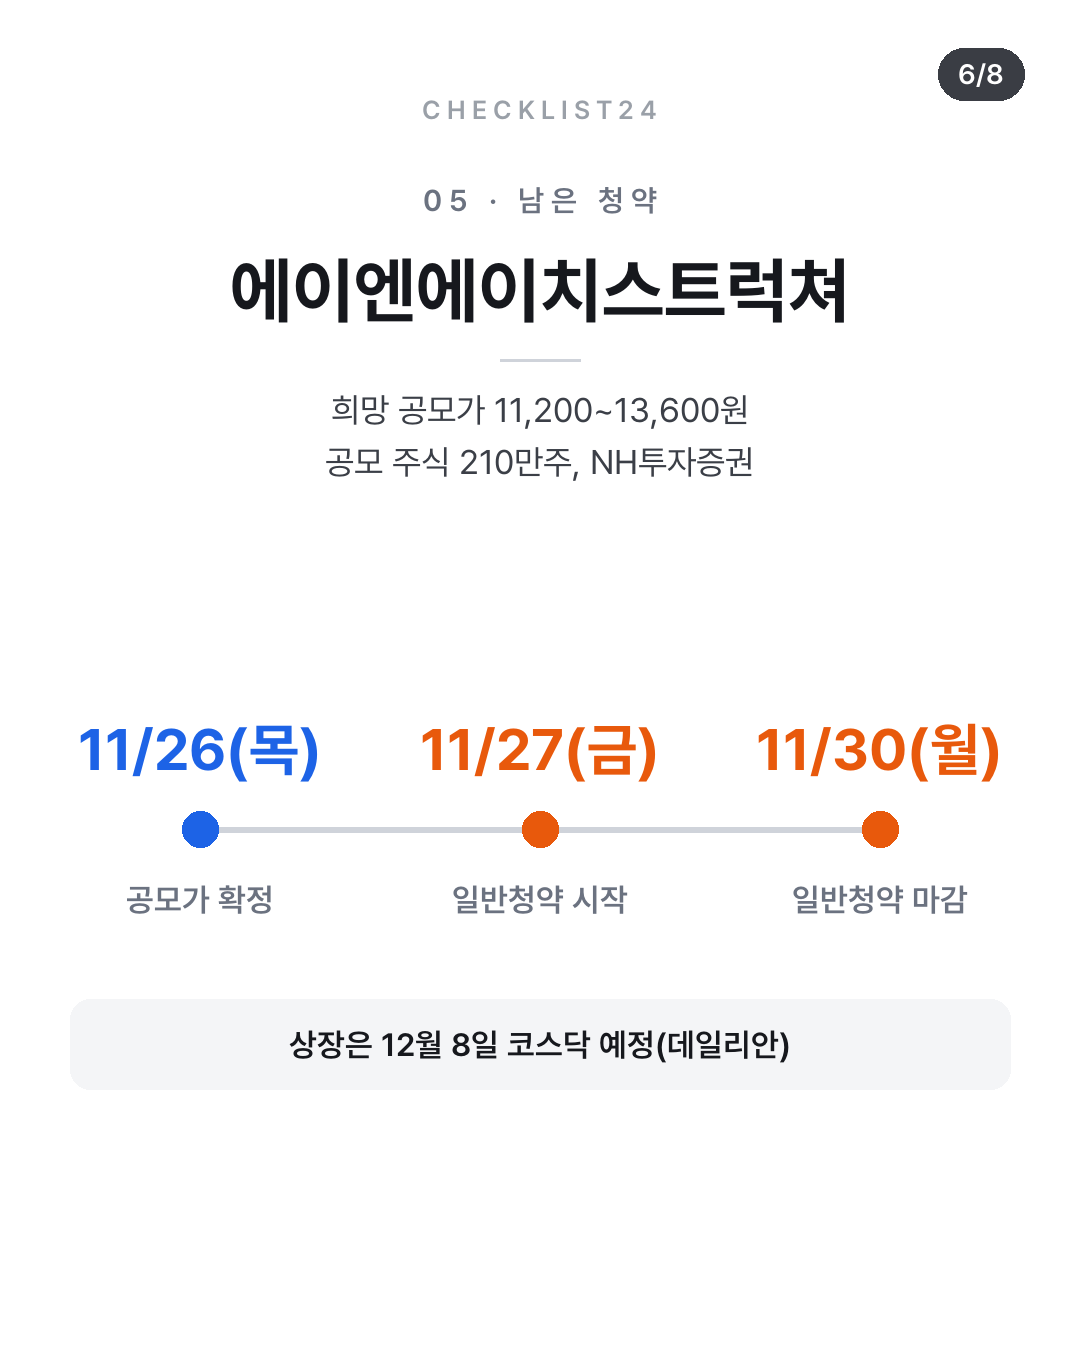 6/8
CHECKLIST24
05 · 남은 청약
에이엔에이치스트럭쳐
희망 공모가 11,200~13,600원
공모 주식 210만주, NH투자증권
11/26(목) 11/27(금) 11/30(월)
공모가 확정 일반청약 시작 일반청약 마감
상장은 12월 8일 코스닥 예정(데일리안)